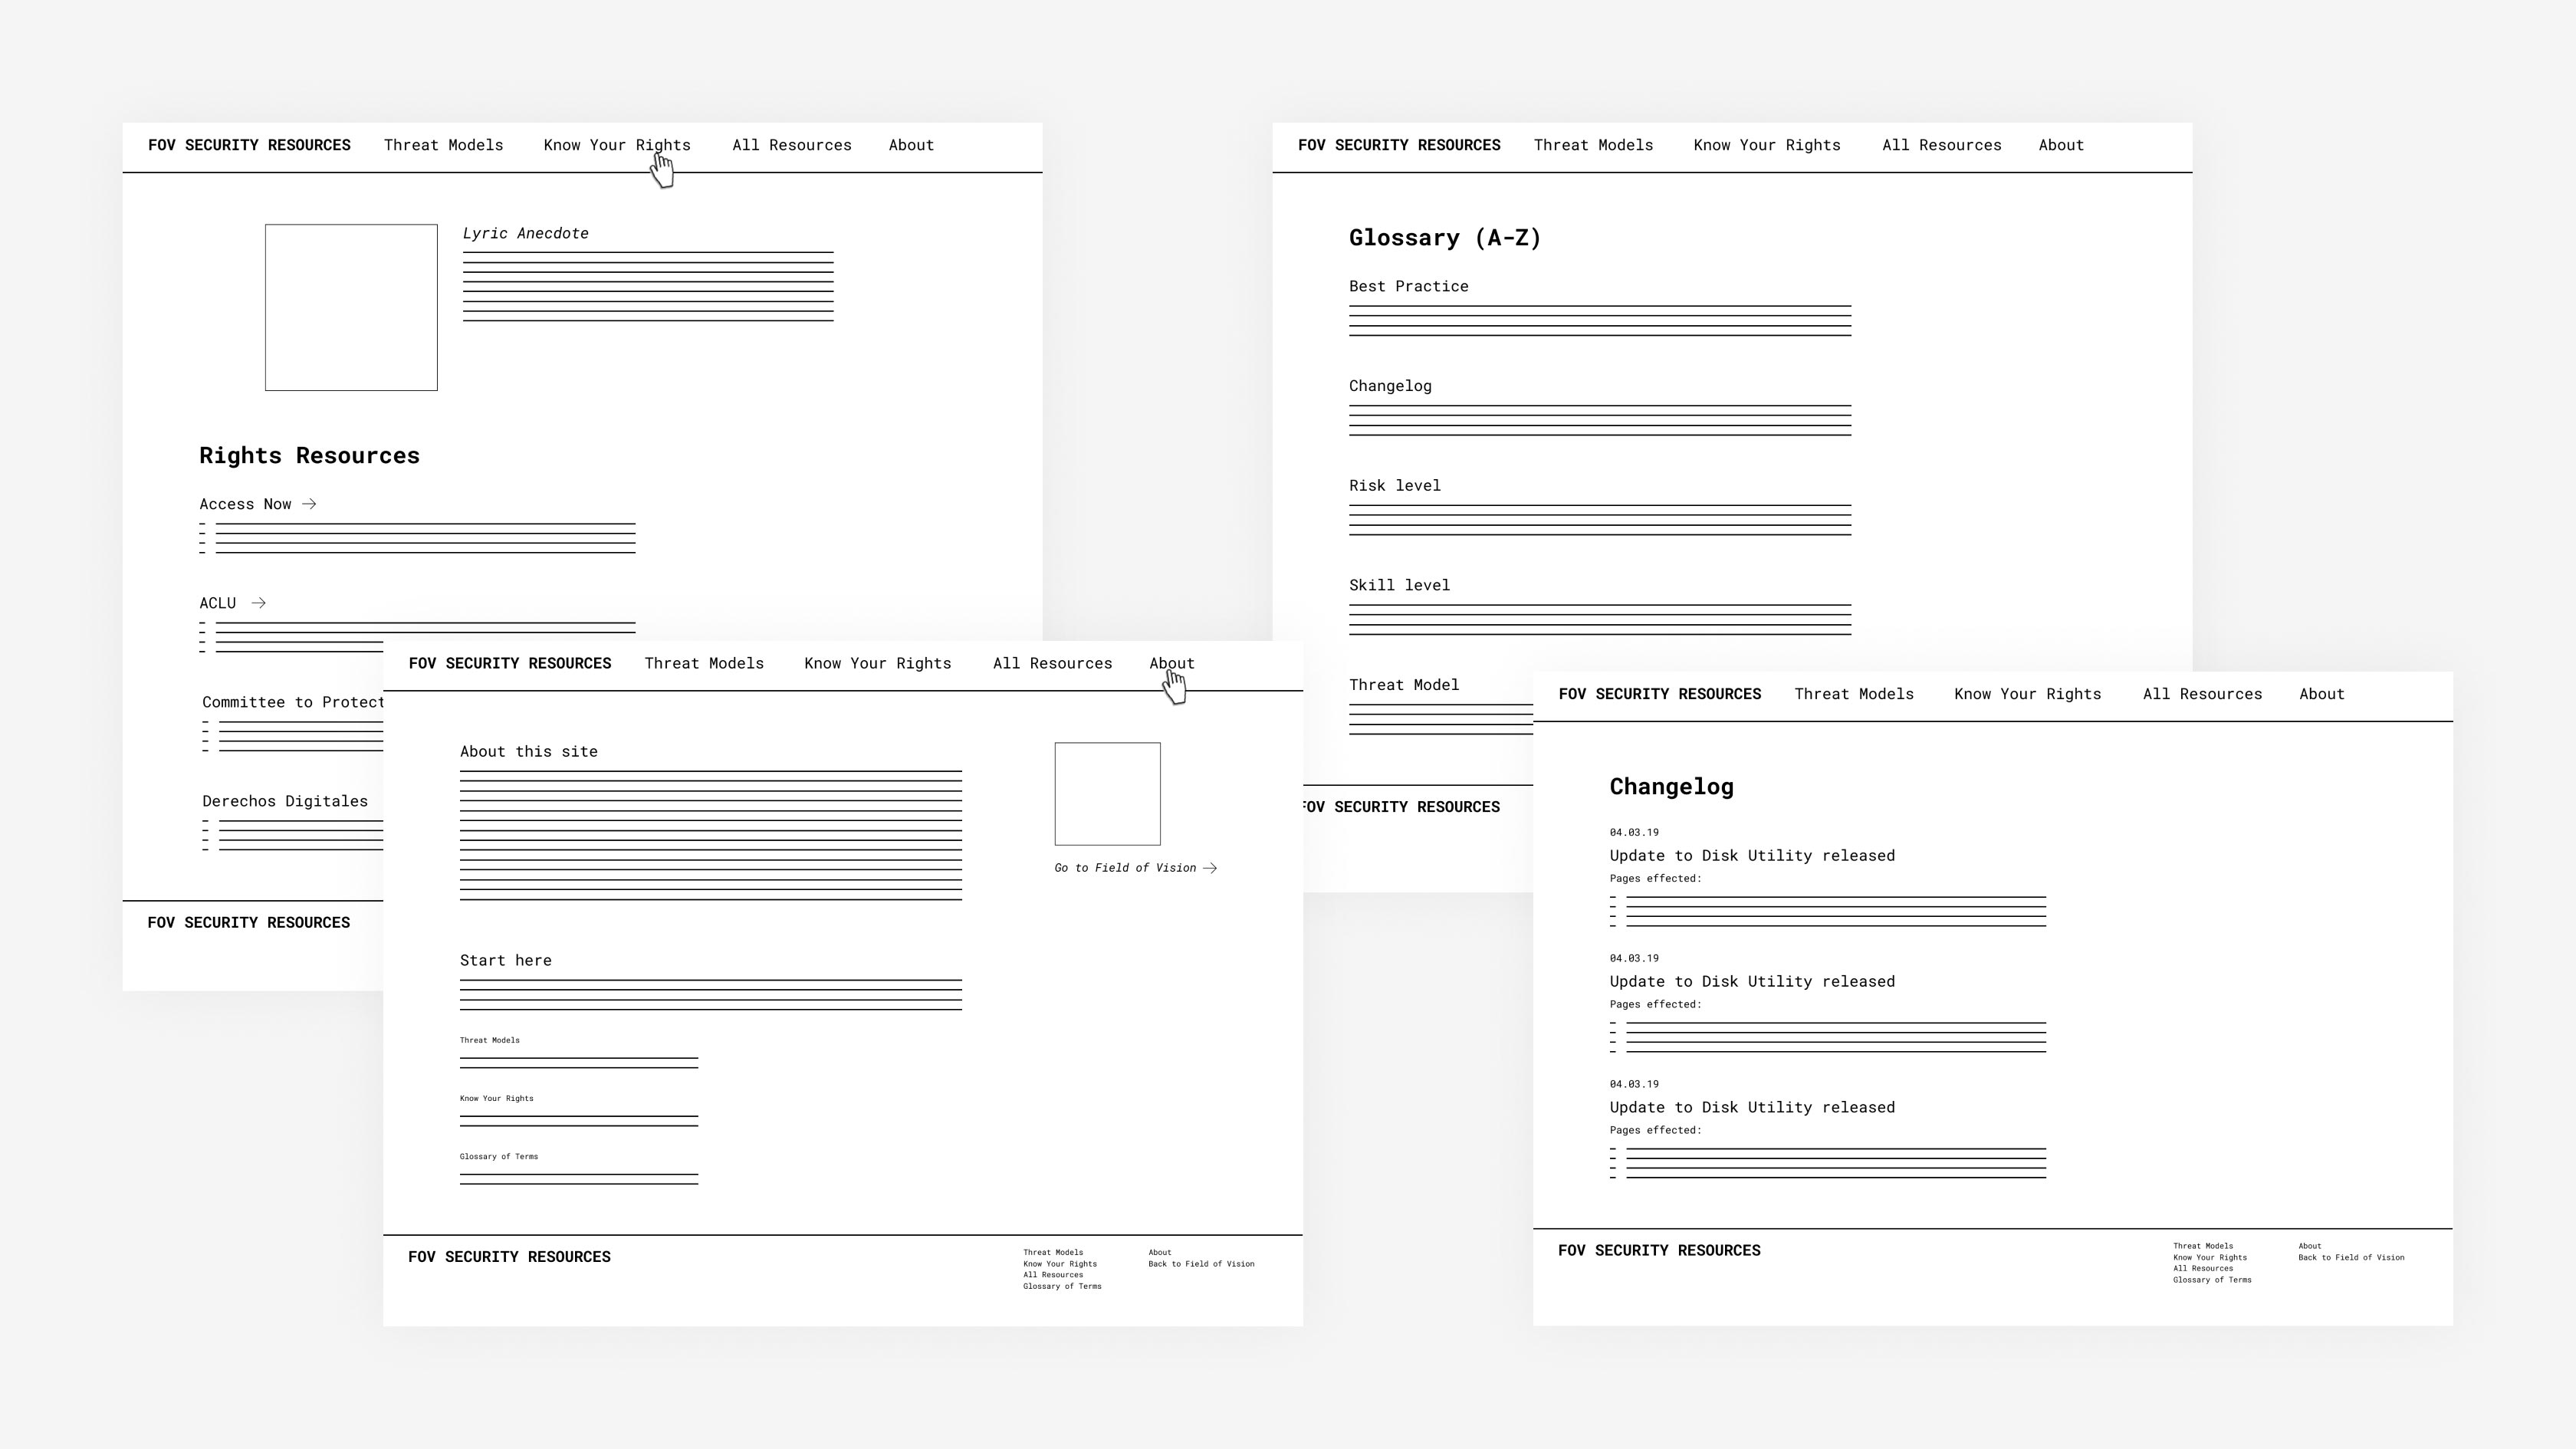 FOV SECURITY RESOURCES Threat Models Know Your Rights All Resources About
Lyric Anecdote
Rights Resources
Access Now →
ACLU →
Committee to Protect
Derechos Digitales
FOV SECURITY RESOURCES
FOV SECURITY RESOURCES Threat Models Know Your Rights All Resources About
About this site
Go to Field of Vision →
Start here
Threat Models
Know Your Rights
Glossary of Terms
FOV SECURITY RESOURCES
Threat Models
Know Your Rights
All Resources
Glossary of Terms
About
Back to Field of Vision
FOV SECURITY RESOURCES Threat Models Know Your Rights All Resources About
Glossary (A-Z)
Best Practice
Changelog
Risk level
Skill level
Threat Model
FOV SECURITY RESOURCES
FOV SECURITY RESOURCES Threat Models Know Your Rights All Resources About
Changelog
04.03.19
Update to Disk Utility released
Pages effected:
04.03.19
Update to Disk Utility released
Pages effected:
04.03.19
Update to Disk Utility released
Pages effected:
FOV SECURITY RESOURCES
Threat Models
Know Your Rights
All Resources
Glossary of Terms
About
Back to Field of Vision